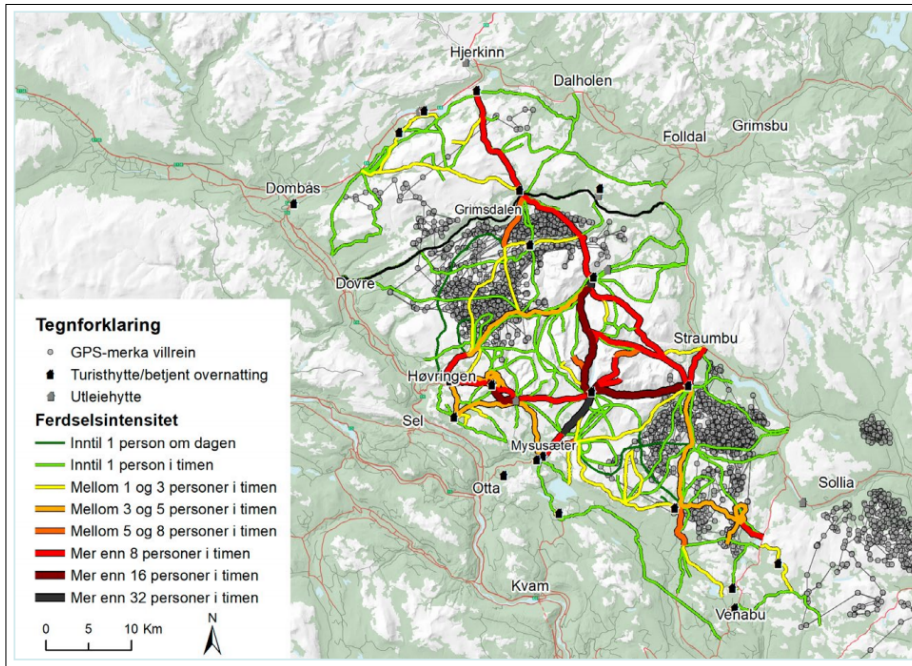 Hjerkinn
Dalholen
Folldal
Grimsbu
Dombås
Grimsdalen
Dovre
Straumbu
Høvringen
Sel
Mysusæter
Otta
Sollia
Kvam
Venabu
Tegnforklaring
GPS-merka villrein
Turisthytte/betjent overnatting
Utleiehytte
Ferdselsintensitet
Inntil 1 person om dagen
Inntil 1 person i timen
Mellom 1 og 3 personer i timen
Mellom 3 og 5 personer i timen
Mellom 5 og 8 personer i timen
Mer enn 8 personer i timen
Mer enn 16 personer i timen
Mer enn 32 personer i timen
0 5 10 Km
N